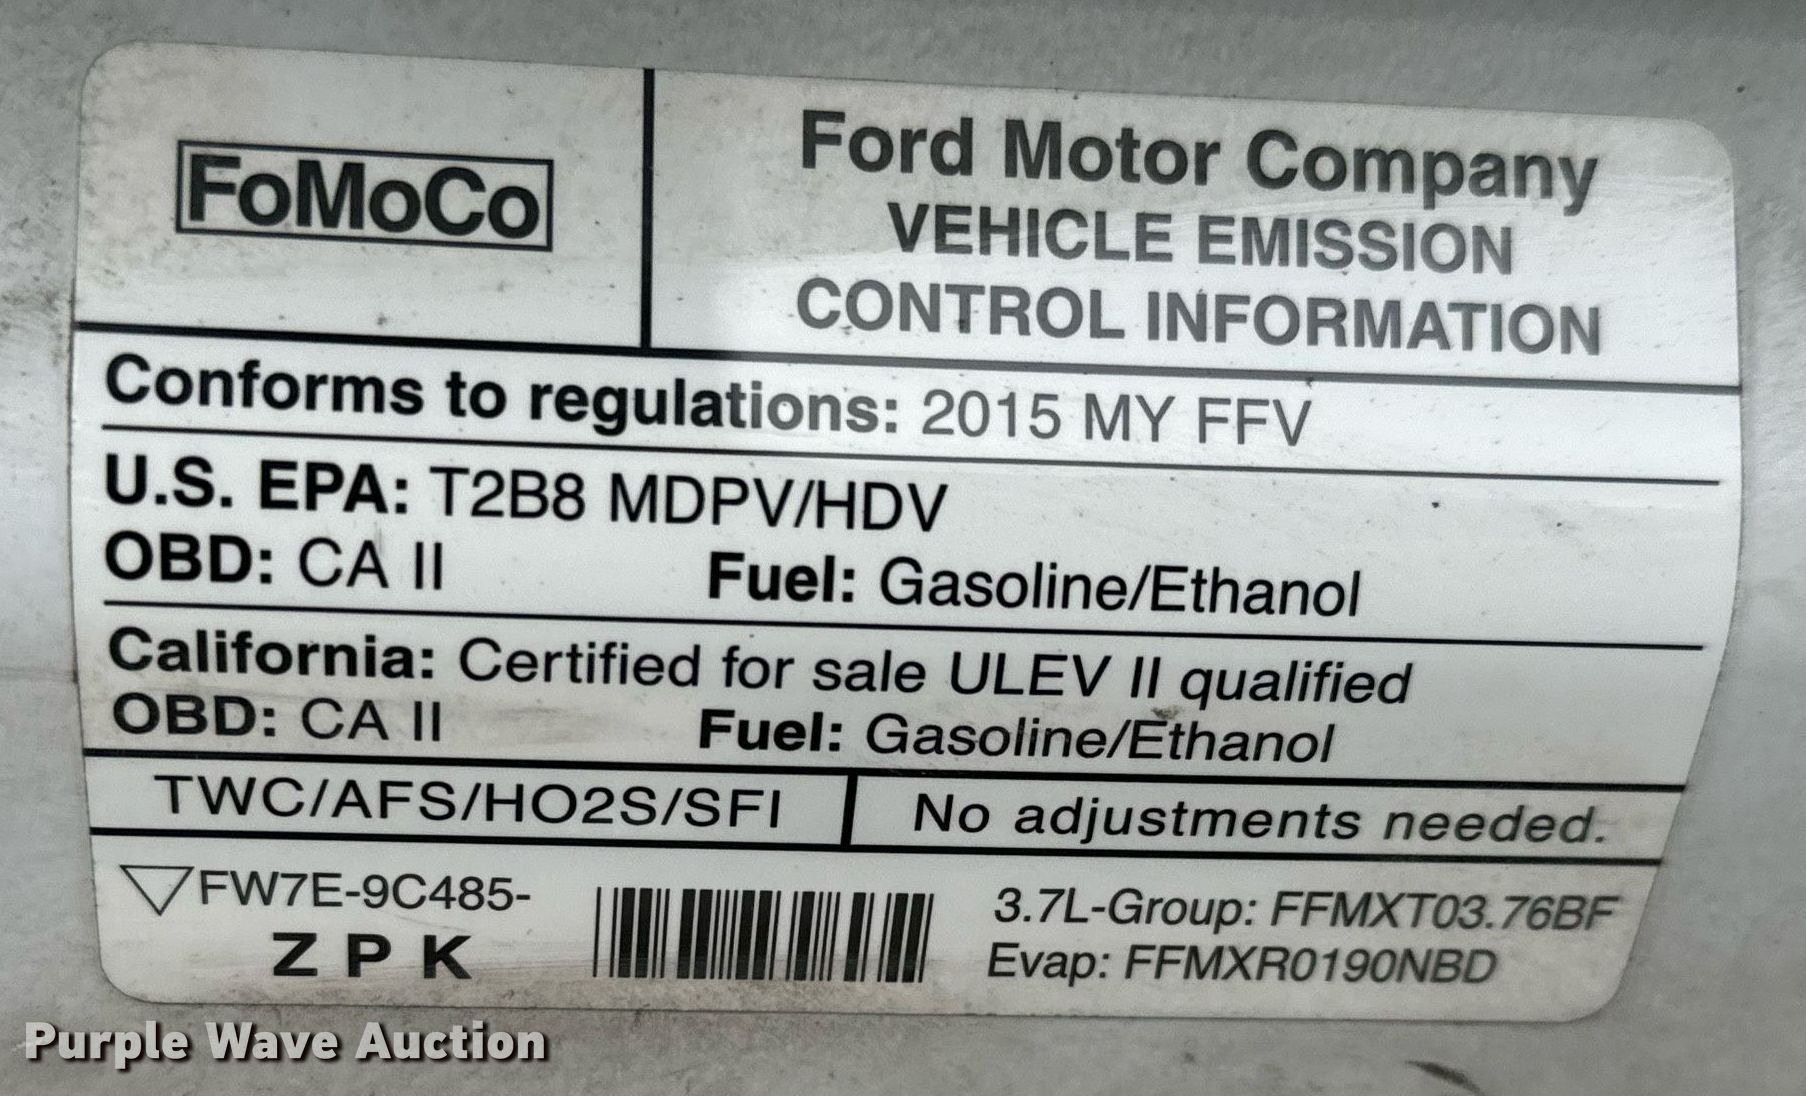 FoMoCo
Ford Motor Company
VEHICLE EMISSION
CONTROL INFORMATION
Conforms to regulations: 2015 MY FFV
U.S. EPA: T2B8 MDPV/HDV
OBD: CA II Fuel: Gasoline/Ethanol
California: Certified for sale ULEV II qualified
OBD: CA II Fuel: Gasoline/Ethanol
TWC/AFS/HO2S/SFI No adjustments needed.
FW7E-9C485-
Z P K
3.7L-Group: FFMXT03.76BF
Evap: FFMXR0190NBD
Purple Wave Auction